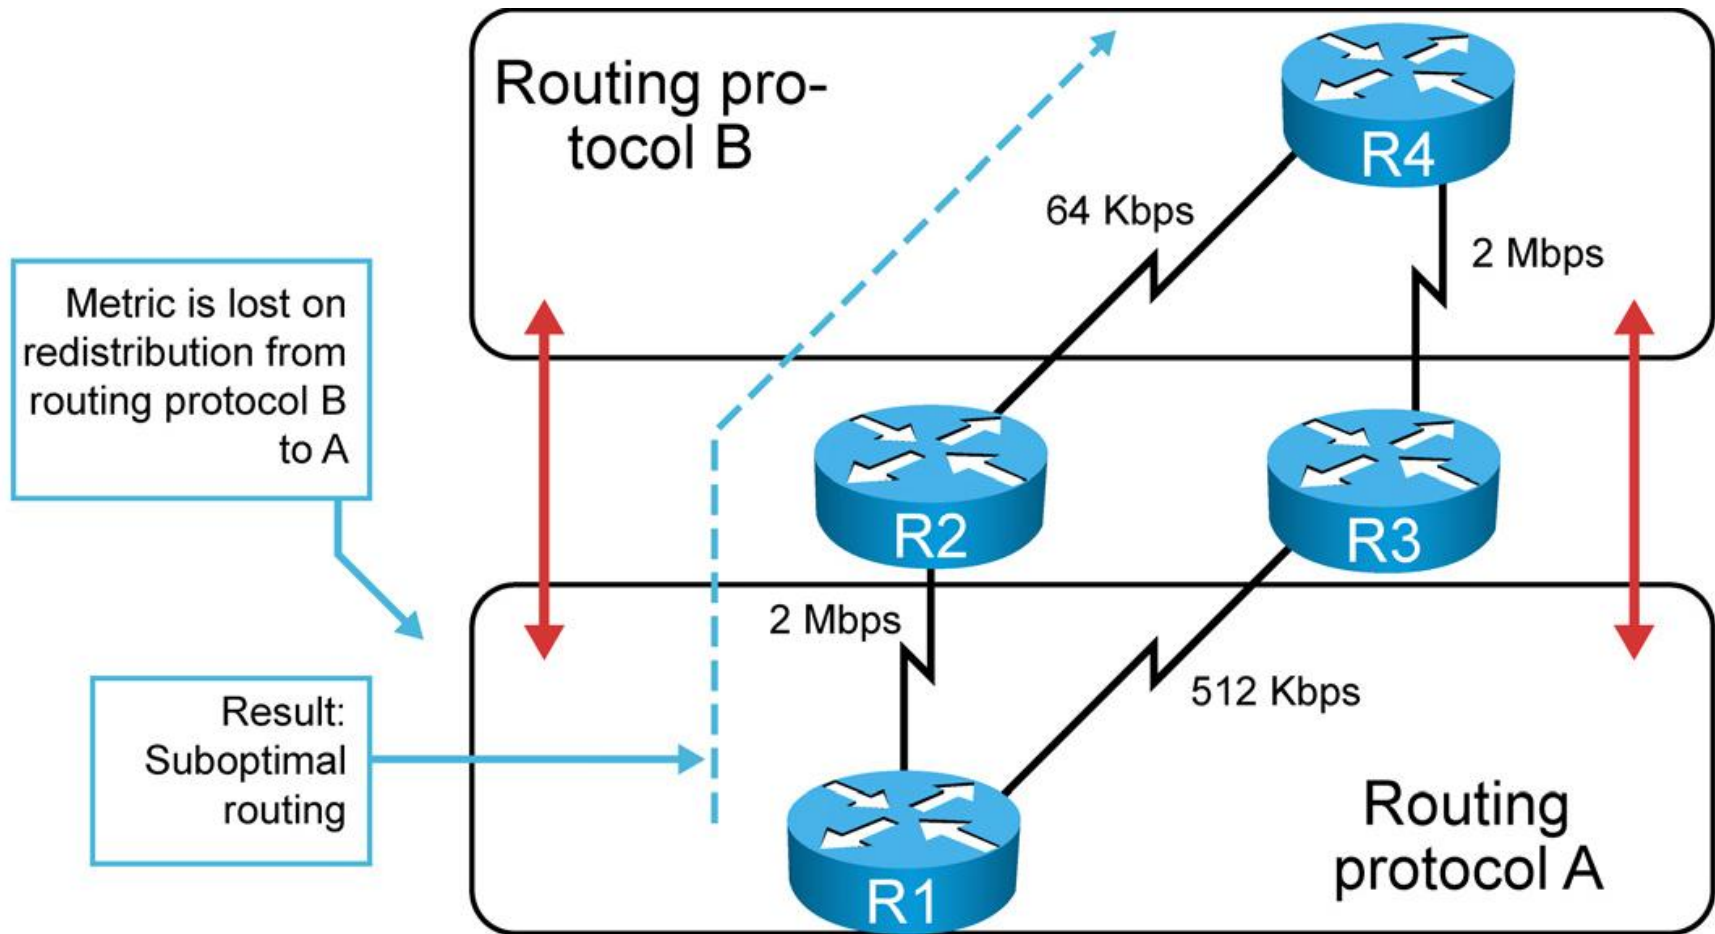 Routing pro-
tocol B
R4
64 Kbps
2 Mbps
Metric is lost on
redistribution from
routing protocol B
to A
R2
R3
2 Mbps
512 Kbps
Result:
Suboptimal
routing
Routing
protocol A
R1